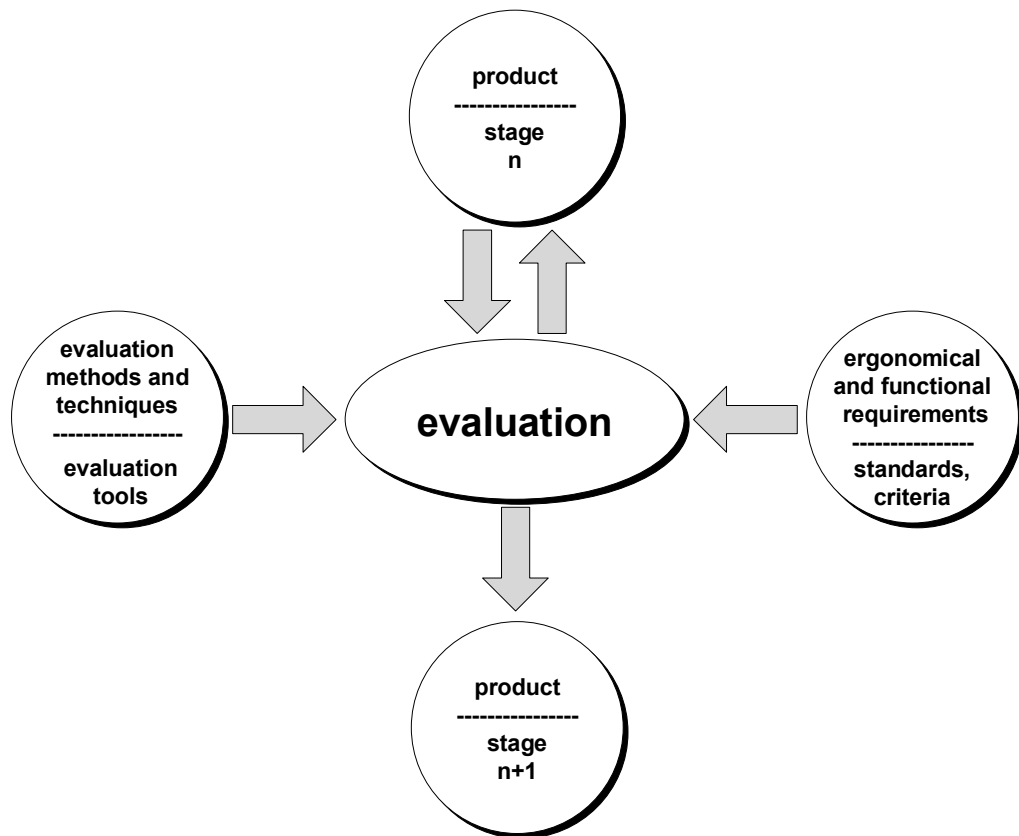 product
----------------
stage
n
evaluation
methods and
techniques
-----------------
evaluation
tools
evaluation
ergonomical
and functional
requirements
----------------
standards,
criteria
product
----------------
stage
n+1